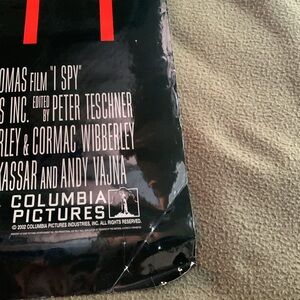 OMAS FILM "I SPY"
S INC. EDITED BY PETER TESCHNER
RLEY & CORMAC WIBBERLEY
KASSAR AND ANDY VAJNA
COLUMBIA
PICTURES
© 2002 COLUMBIA PICTURES INDUSTRIES, INC. ALL RIGHTS RESERVED.